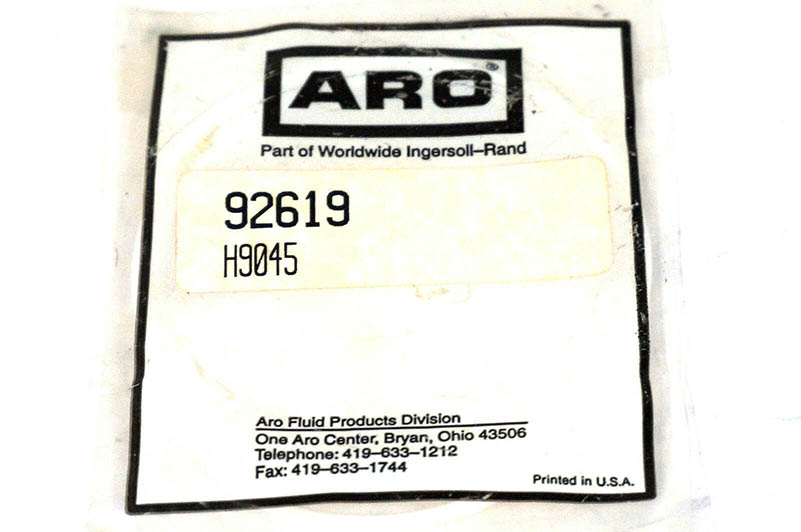 ARO®
Part of Worldwide Ingersoll–Rand
92619
H9045
Aro Fluid Products Division
One Aro Center, Bryan, Ohio 43506
Telephone: 419–633–1212
Fax: 419–633–1744
Printed in U.S.A.